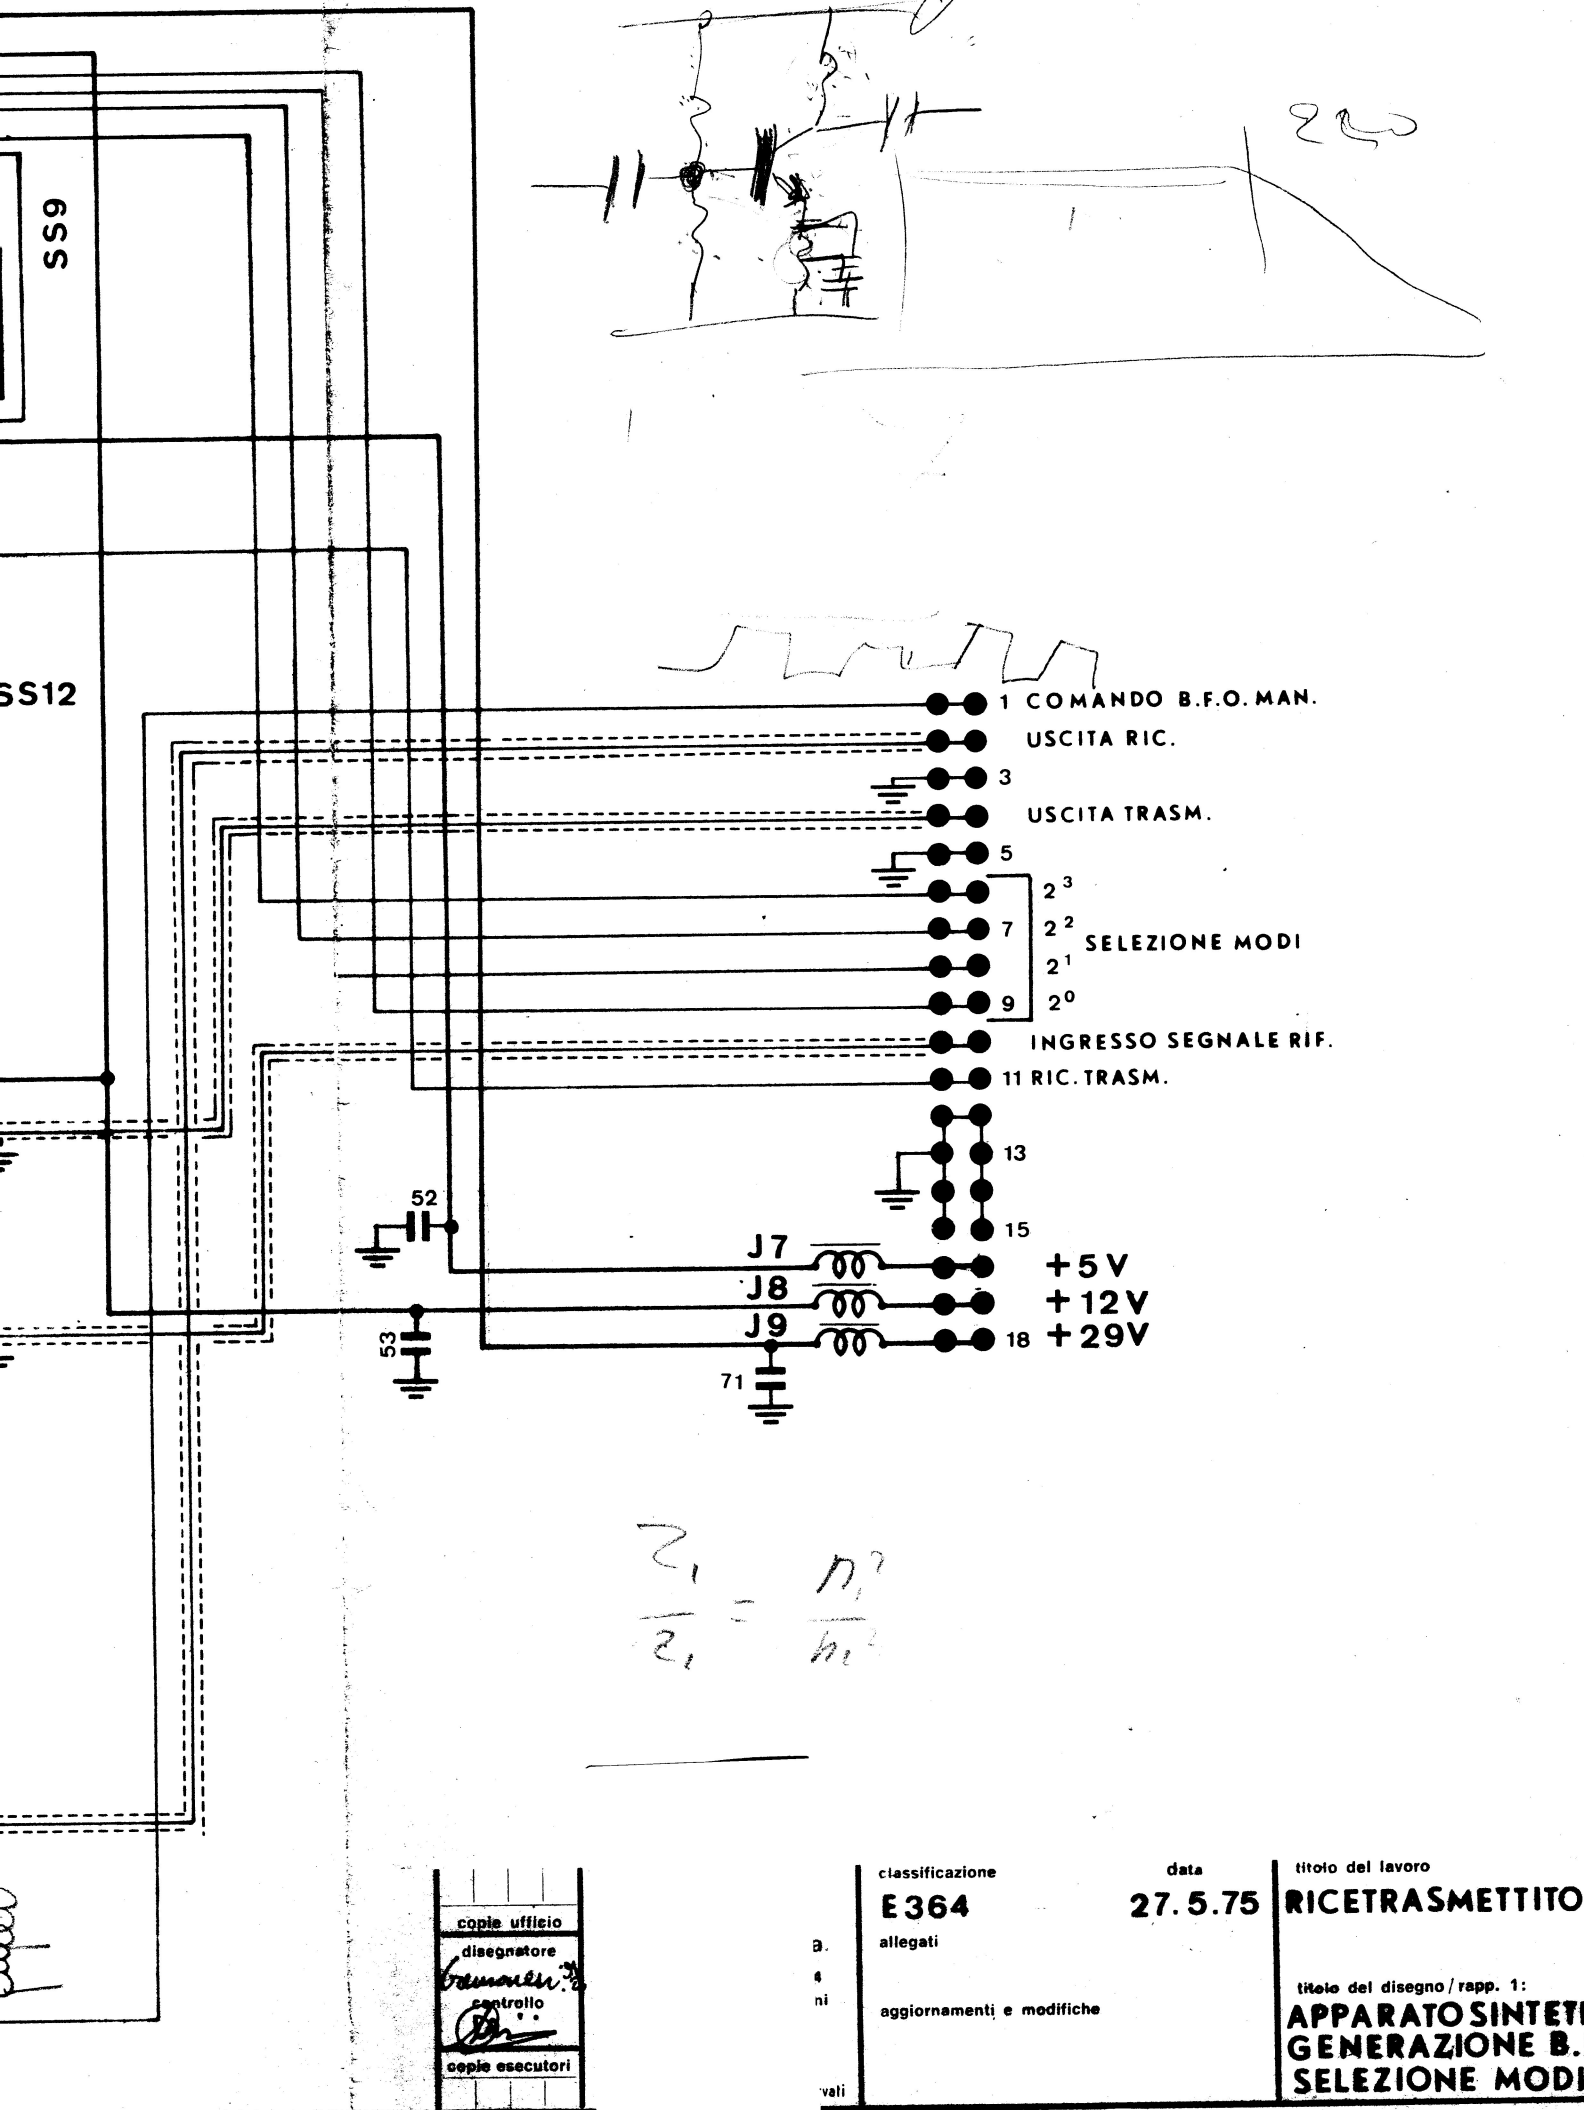 SS9
SS12
1 COMANDO B.F.O. MAN.
USCITA RIC.
3
USCITA TRASM.
5
2³
7 2²
SELEZIONE MODI
2¹
9 2⁰
INGRESSO SEGNALE RIF.
11 RIC. TRASM.
13
15
52
J7 +5V
J8 +12V
J9 18 +29V
53
71
classificazione
E364
data
27.5.75
titolo del lavoro
RICETRASMETTITO
copie ufficio
disegnatore
controllo
copie esecutori
a.
ni
vali
allegati
aggiornamenti e modifiche
titolo del disegno / rapp. 1:
APPARATO SINTETI
GENERAZIONE B.
SELEZIONE MODI